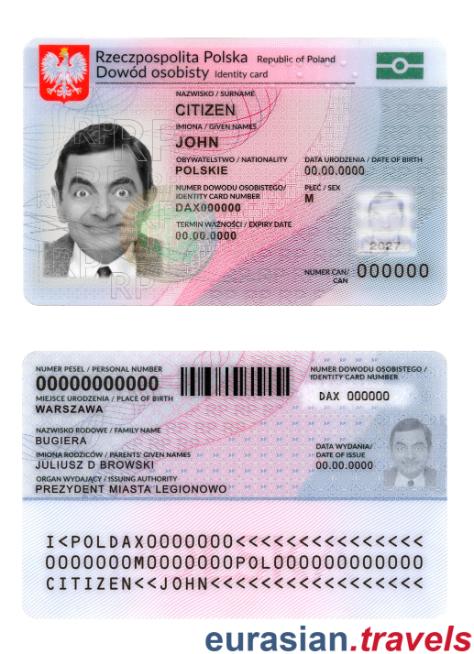 Rzeczpospolita Polska Republic of Poland
Dowód osobisty Identity card
NAZWISKO / SURNAME
CITIZEN
IMIONA / GIVEN NAMES
JOHN
OBYWATELSTWO / NATIONALITY DATA URODZENIA / DATE OF BIRTH
POLSKIE 00.00.0000
NUMER DOWODU OSOBISTEGO/ PŁEĆ / SEX
IDENTITY CARD NUMBER M
DAX000000
TERMIN WAŻNOŚCI / EXPIRY DATE
00.00.0000
2027
NUMER CAN/ 000000
CAN
NUMER PESEL / PERSONAL NUMBER NUMER DOWODU OSOBISTEGO /
00000000000 IDENTITY CARD NUMBER
MIEJSCE URODZENIA / PLACE OF BIRTH DAX 000000
WARSZAWA
NAZWISKO RODOWE / FAMILY NAME
BUGIERA DATA WYDANIA/
IMIONA RODZICÓW / PARENTS' GIVEN NAMES DATE OF ISSUE
JULIUSZ D BROWSKI 00.00.0000
ORGAN WYDAJĄCY / ISSUING AUTHORITY
PREZYDENT MIASTA LEGIONOWO
I<POLDAX0000000<<<<<<<<<<<<<<<
0000000M0000000POL000000000000
CITIZEN<<JOHN<<<<<<<<<<<<<<<<<
eurasian.travels